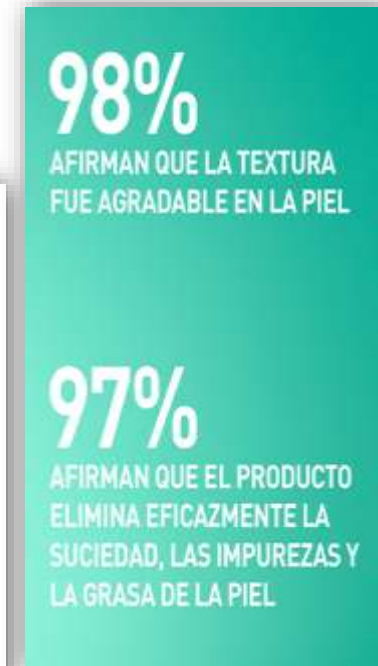 98%
AFIRMAN QUE LA TEXTURA
FUE AGRADABLE EN LA PIEL
97%
AFIRMAN QUE EL PRODUCTO
ELIMINA EFICAZMENTE LA
SUCIEDAD, LAS IMPUREZAS Y
LA GRASA DE LA PIEL